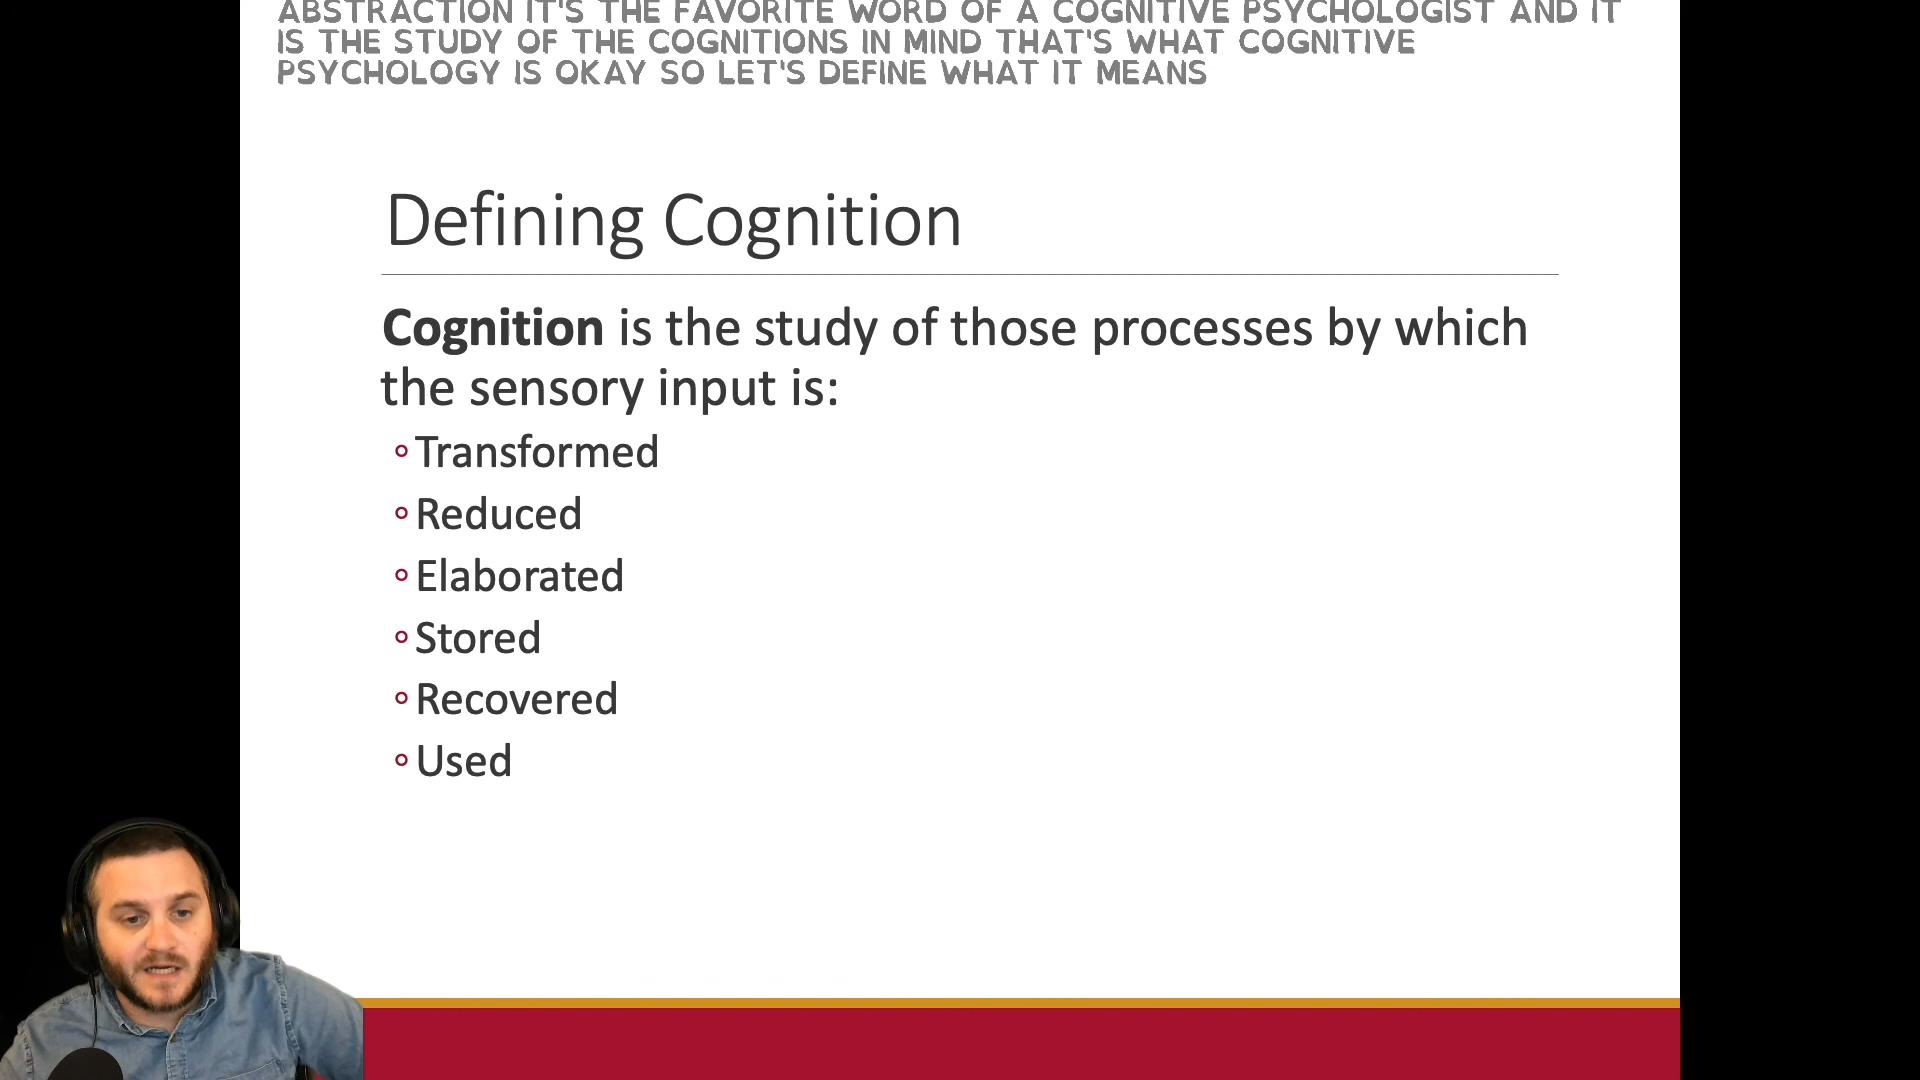 ABSTRACTION IT'S THE FAVORITE WORD OF A COGNITIVE PSYCHOLOGIST AND IT
IS THE STUDY OF THE COGNITIONS IN MIND THAT'S WHAT COGNITIVE
PSYCHOLOGY IS OKAY SO LET'S DEFINE WHAT IT MEANS
Defining Cognition
Cognition is the study of those processes by which
the sensory input is:
◦Transformed
◦Reduced
◦Elaborated
◦Stored
◦Recovered
◦Used